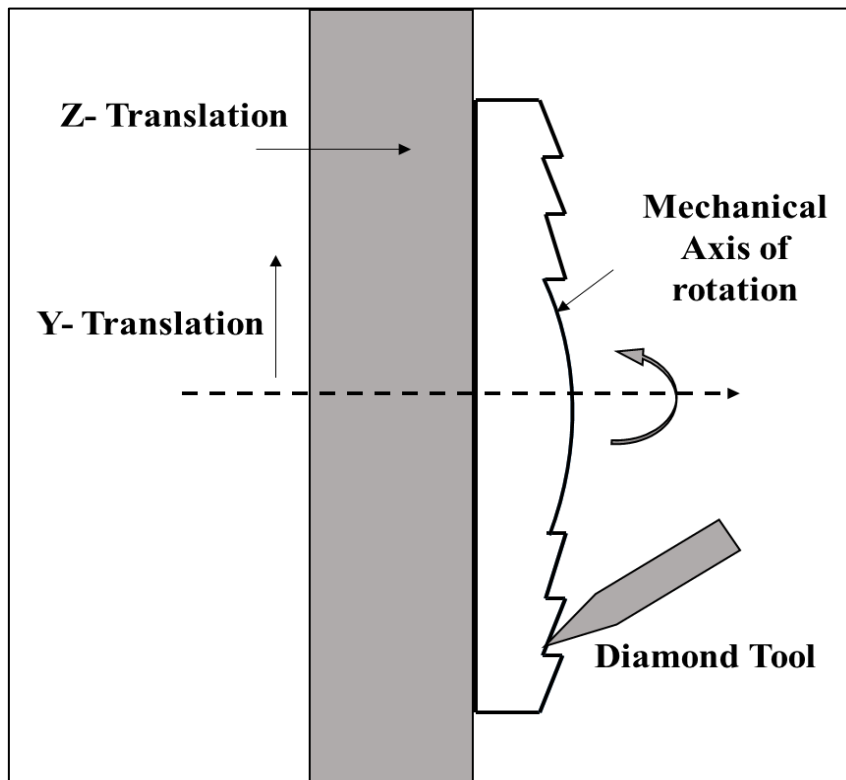 Z- Translation
Mechanical
Axis of
rotation
Y- Translation
Diamond Tool